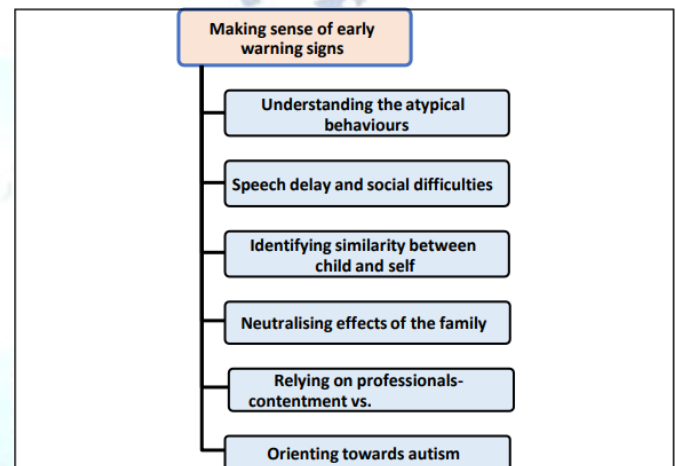 Making sense of early
warning signs
Understanding the atypical
behaviours
Speech delay and social difficulties
Identifying similarity between
child and self
Neutralising effects of the family
Relying on professionals-
contentment vs.
Orienting towards autism